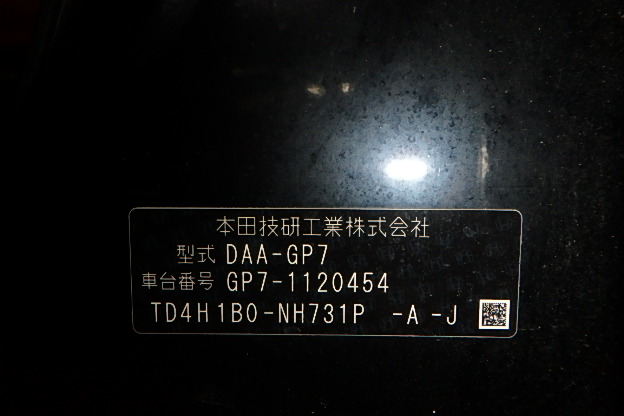 本田技研工業株式会社
型式 DAA-GP7
車台番号 GP7-1120454
TD4H1B0-NH731P -A-J